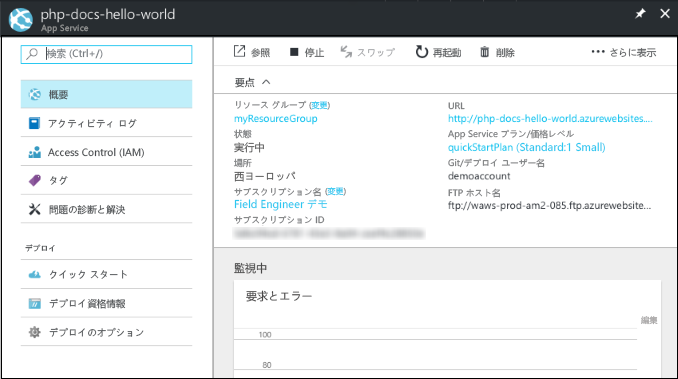 php-docs-hello-world
App Service
検索 (Ctrl+/)
概要
アクティビティ ログ
Access Control (IAM)
タグ
問題の診断と解決
デプロイ
クイック スタート
デプロイ資格情報
デプロイのオプション
参照 停止 スワップ 再起動 削除 ••• さらに表示
要点
リソース グループ (変更)
myResourceGroup
状態
実行中
場所
西ヨーロッパ
サブスクリプション名 (変更)
Field Engineer デモ
サブスクリプション ID
URL
http://php-docs-hello-world.azurewebsites....
App Service プラン/価格レベル
quickStartPlan (Standard:1 Small)
Git/デプロイ ユーザー名
demoaccount
FTP ホスト名
ftp://waws-prod-am2-085.ftp.azurewebsite...
監視中
要求とエラー
編集
100
80